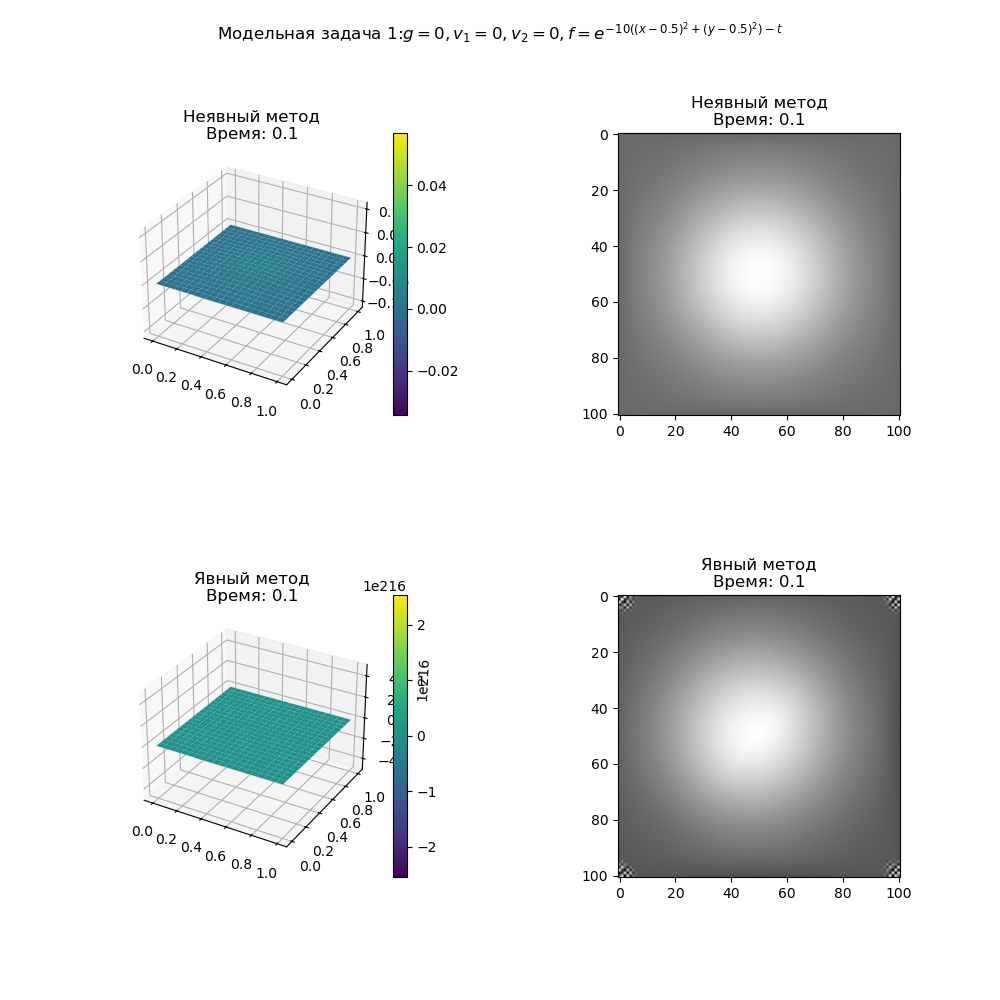 Модельная задача 1:g = 0, v₁ = 0, v₂ = 0, f = e^{−10((x−0.5)²+(y−0.5)²)−t}
Неявный метод
Время: 0.1
0.04
0.02
0.00
−0.02
0.0 0.2 0.4 0.6 0.8 1.0
0.0 0.2 0.4 0.6 0.8 1.0
Неявный метод
Время: 0.1
0
20
40
60
80
100
0 20 40 60 80 100
Явный метод
Время: 0.1
1e216
2
1
0
−1
−2
1e216
0.0 0.2 0.4 0.6 0.8 1.0
0.0 0.2 0.4 0.6 0.8 1.0
Явный метод
Время: 0.1
0
20
40
60
80
100
0 20 40 60 80 100